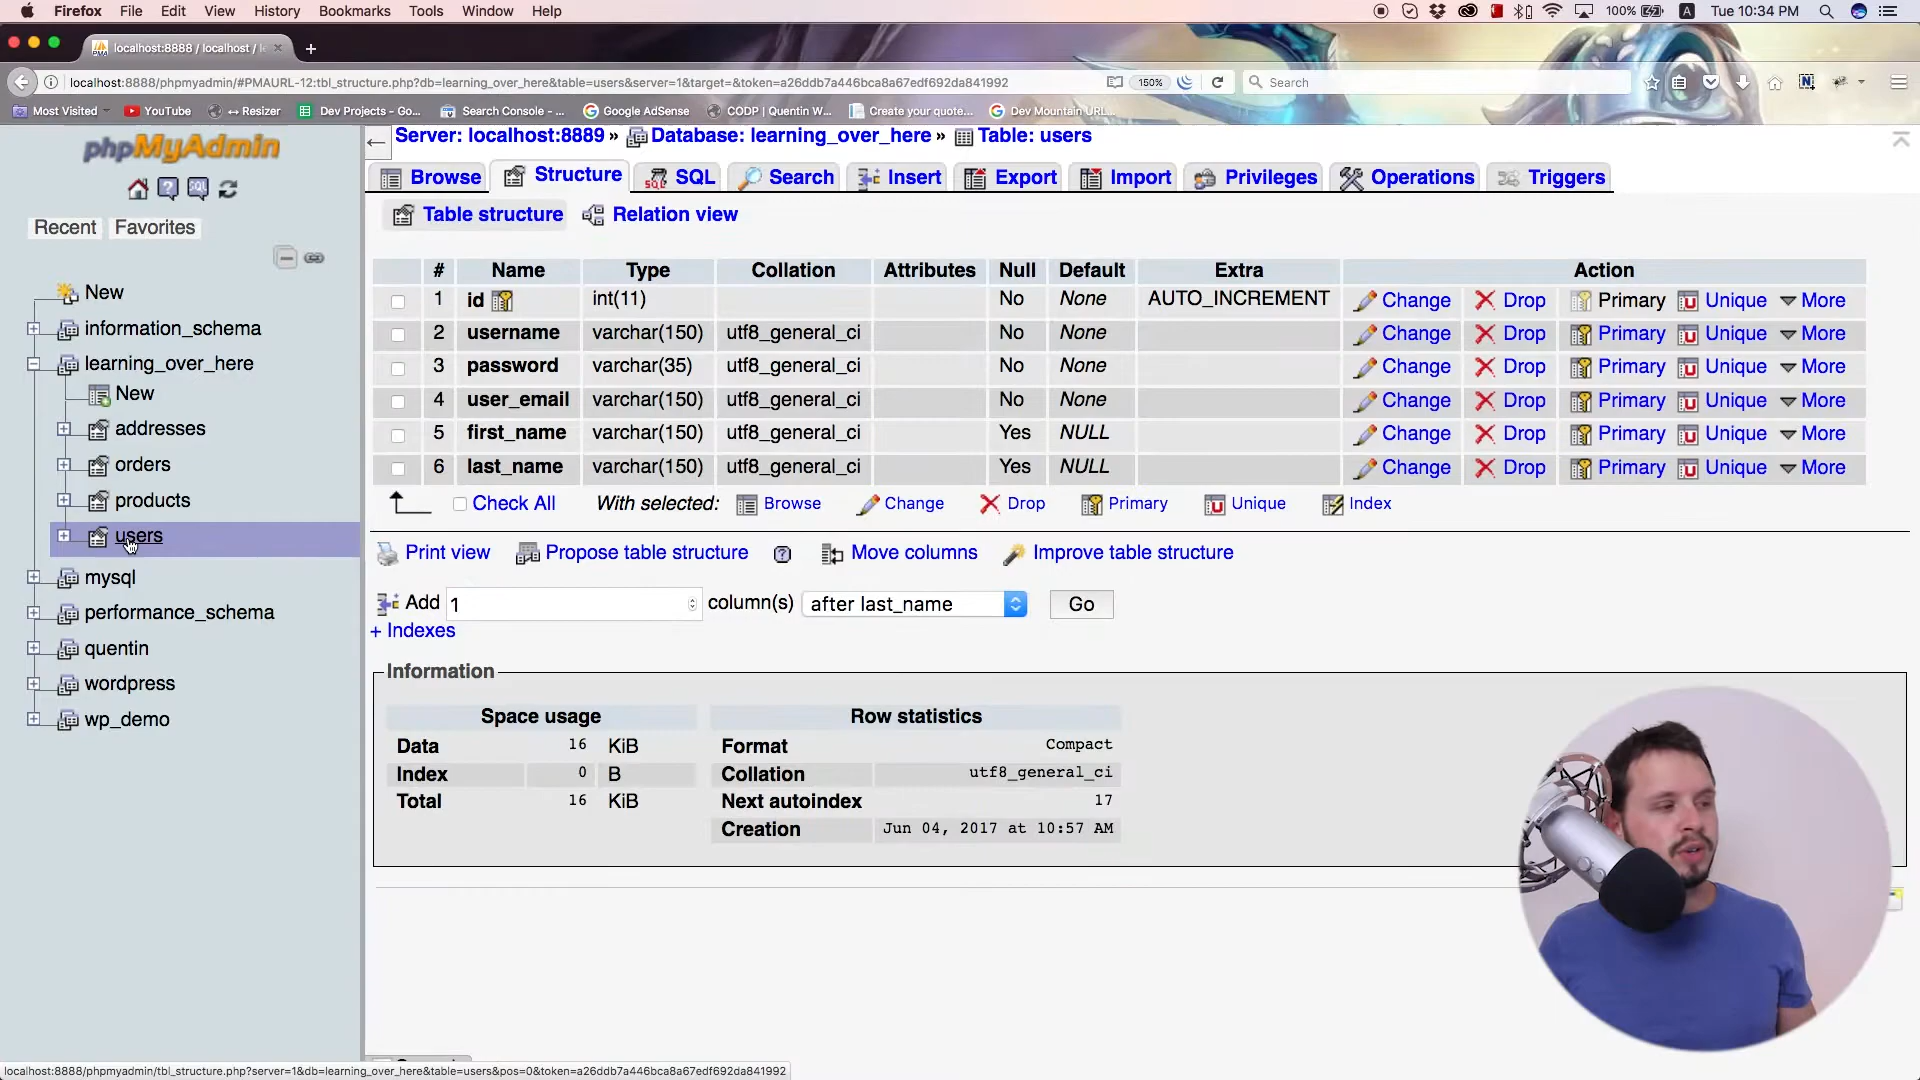 Firefox File Edit View History Bookmarks Tools Window Help
100% A Tue 10:34 PM
localhost:8888 / localhost / l
localhost:8888/phpmyadmin/#PMAURL-12:tbl_structure.php?db=learning_over_here&table=users&server=1&target=&token=a26ddb7a446bca8a67edf692da841992
150%
Search
Most Visited YouTube ↔ Resizer Dev Projects - Go... Search Console -... Google AdSense CODP | Quentin W... Create your quote... Dev Mountain URL...
phpMyAdmin
Recent Favorites
New
information_schema
learning_over_here
New
addresses
orders
products
users
mysql
performance_schema
quentin
wordpress
wp_demo
Server: localhost:8889 » Database: learning_over_here » Table: users
Browse Structure SQL Search Insert Export Import Privileges Operations Triggers
Table structure Relation view
# Name Type Collation Attributes Null Default Extra Action
1 id int(11) No None AUTO_INCREMENT Change Drop Primary Unique More
2 username varchar(150) utf8_general_ci No None Change Drop Primary Unique More
3 password varchar(35) utf8_general_ci No None Change Drop Primary Unique More
4 user_email varchar(150) utf8_general_ci No None Change Drop Primary Unique More
5 first_name varchar(150) utf8_general_ci Yes NULL Change Drop Primary Unique More
6 last_name varchar(150) utf8_general_ci Yes NULL Change Drop Primary Unique More
Check All With selected: Browse Change Drop Primary Unique Index
Print view Propose table structure Move columns Improve table structure
Add 1 column(s) after last_name Go
+ Indexes
Information
Space usage
Data 16 KiB
Index 0 B
Total 16 KiB
Row statistics
Format Compact
Collation utf8_general_ci
Next autoindex 17
Creation Jun 04, 2017 at 10:57 AM
localhost:8888/phpmyadmin/tbl_structure.php?server=1&db=learning_over_here&table=users&pos=0&token=a26ddb7a446bca8a67edf692da841992